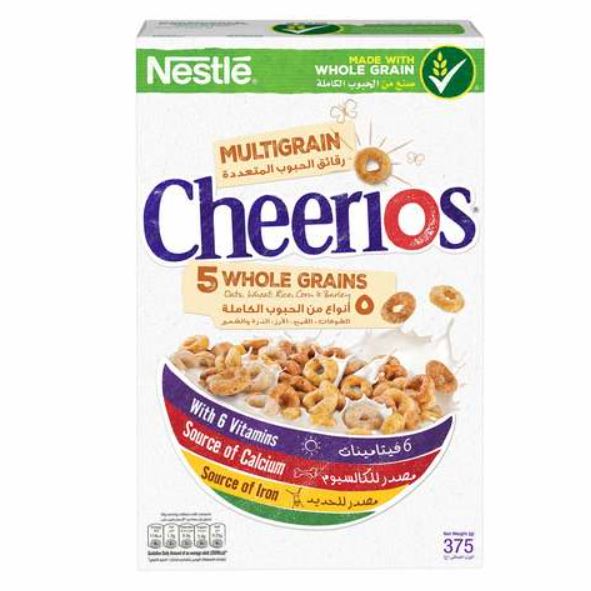 Nestlé
MADE WITH
WHOLE GRAIN
صنع من الحبوب الكاملة
MULTIGRAIN
رقائق الحبوب المتعددة
Cheerios
5 WHOLE GRAINS
Oats, Wheat, Rice, Corn & Barley
٥ أنواع من الحبوب الكاملة
With 6 Vitamins
6 فيتامينات
Source of Calcium
مصدر للكالسيوم
Source of Iron
مصدر للحديد
Net Weight (g)
375